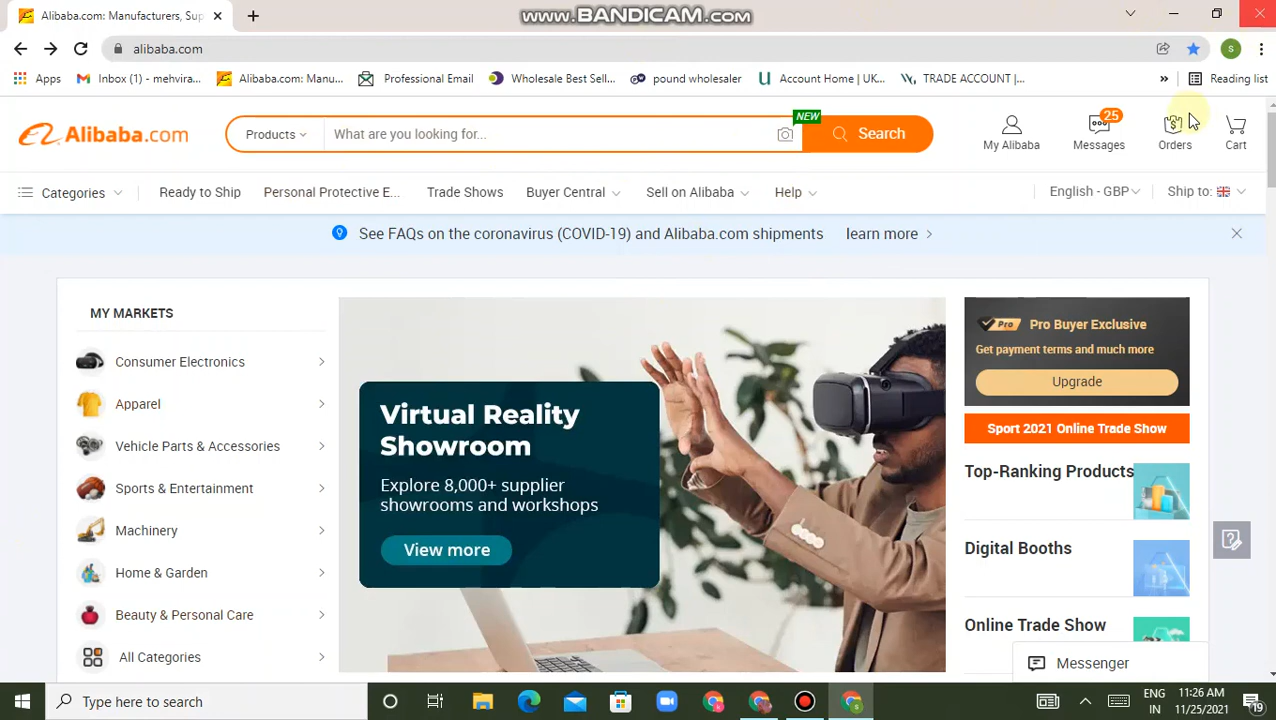 Alibaba.com: Manufacturers, Sup
www.BANDICAM.com
alibaba.com
S
Apps
Inbox (1) - mehvira...
Alibaba.com: Manu...
Professional Email
Wholesale Best Sell...
pound wholesaler
Account Home | UK...
TRADE ACCOUNT |...
»
Reading list
Alibaba.com
Products
What are you looking for...
NEW
Search
My Alibaba
25
Messages
Orders
Cart
Categories
Ready to Ship
Personal Protective E...
Trade Shows
Buyer Central
Sell on Alibaba
Help
English - GBP
Ship to:
See FAQs on the coronavirus (COVID-19) and Alibaba.com shipments
learn more
MY MARKETS
Consumer Electronics
Apparel
Vehicle Parts & Accessories
Sports & Entertainment
Machinery
Home & Garden
Beauty & Personal Care
All Categories
Virtual Reality
Showroom
Explore 8,000+ supplier
showrooms and workshops
View more
Pro
Pro Buyer Exclusive
Get payment terms and much more
Upgrade
Sport 2021 Online Trade Show
Top-Ranking Products
Digital Booths
Online Trade Show
Messenger
Type here to search
ENG
IN
11:26 AM
11/25/2021
19